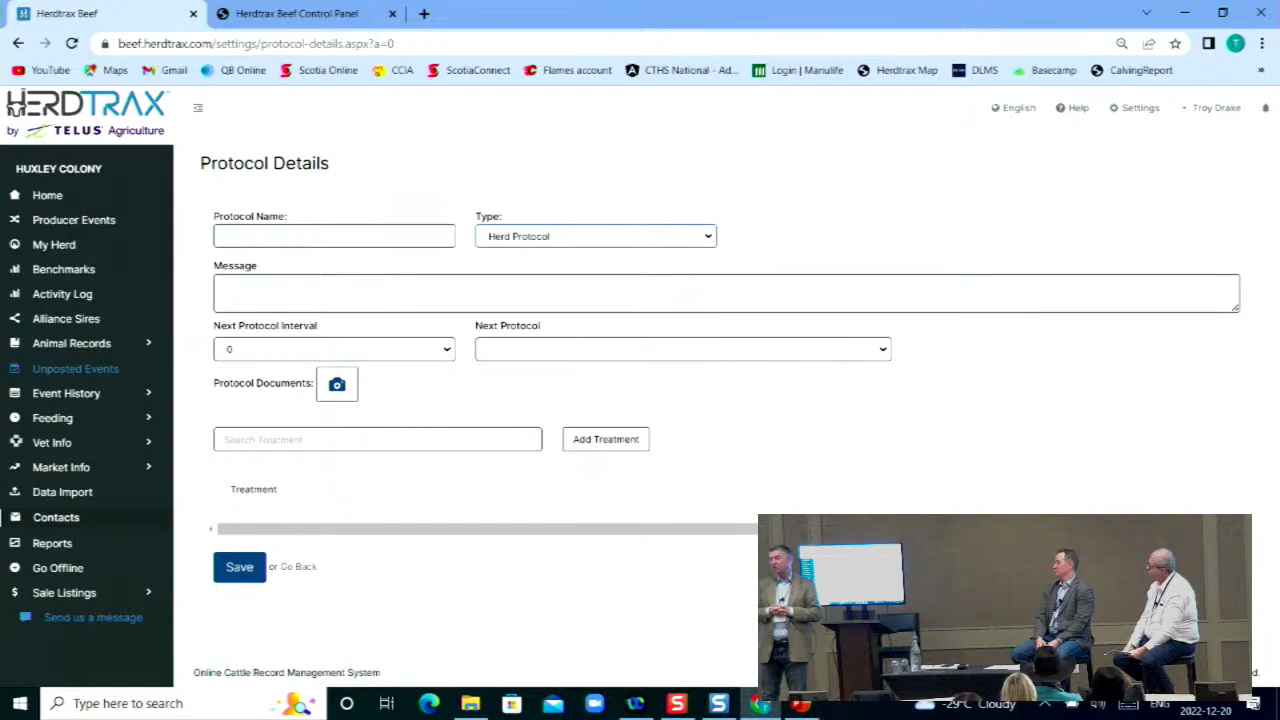 Herdtrax Beef
Herdtrax Beef Control Panel
beef.herdtrax.com/settings/protocol-details.aspx?a=0
T
YouTube
Maps
Gmail
QB Online
Scotia Online
CCIA
ScotiaConnect
Flames account
CTHS National - Ad...
Login | Manulife
Herdtrax Map
DLMS
Basecamp
CalvingReport
HERDTRAX
by TELUS Agriculture
English
Help
Settings
Troy Drake
HUXLEY COLONY
Home
Producer Events
My Herd
Benchmarks
Activity Log
Alliance Sires
Animal Records
Unposted Events
Event History
Feeding
Vet Info
Market Info
Data Import
Contacts
Reports
Go Offline
Sale Listings
Send us a message
Protocol Details
Protocol Name:
Type:
Herd Protocol
Message
Next Protocol Interval
Next Protocol
0
Protocol Documents:
Search Treatment
Add Treatment
Treatment
Save or Go Back
Online Cattle Record Management System
Type here to search
-29°C Cloudy
ENG
2022-12-20